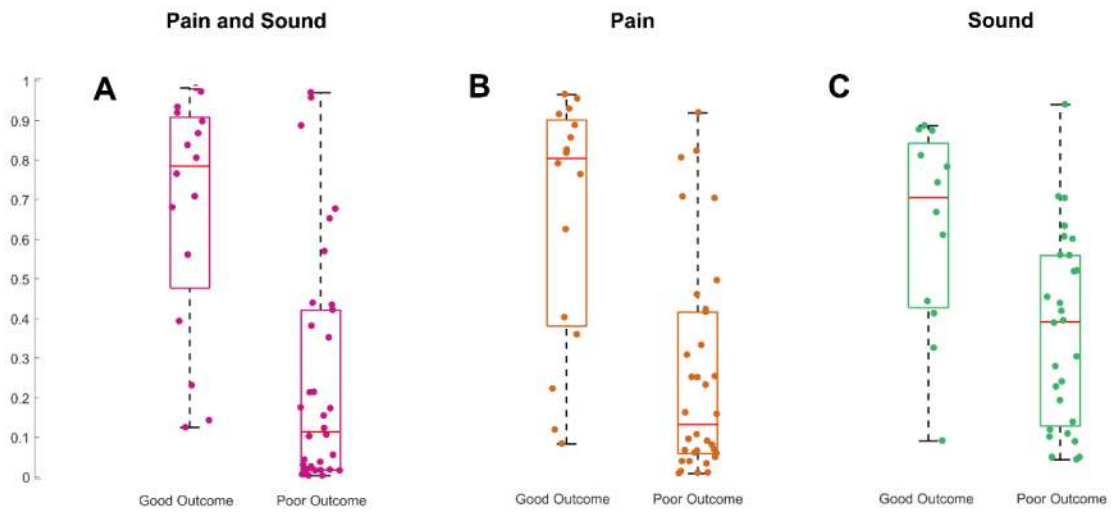 Pain and Sound
Pain
Sound
A
B
C
1
0.9
0.8
0.7
0.6
0.5
0.4
0.3
0.2
0.1
0
Good Outcome
Poor Outcome
Good Outcome
Poor Outcome
Good Outcome
Poor Outcome